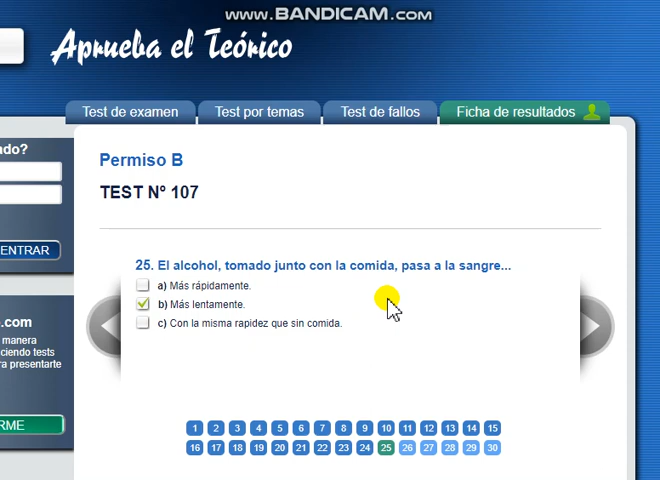 www.BANDICAM.com
Aprueba el Teórico
Test de examen
Test por temas
Test de fallos
Ficha de resultados
do?
ENTRAR
.com
manera
ciendo tests
ra presentarte
RME
Permiso B
TEST Nº 107
25. El alcohol, tomado junto con la comida, pasa a la sangre...
a) Más rápidamente.
b) Más lentamente.
c) Con la misma rapidez que sin comida.
1 2 3 4 5 6 7 8 9 10 11 12 13 14 15
16 17 18 19 20 21 22 23 24 25 26 27 28 29 30